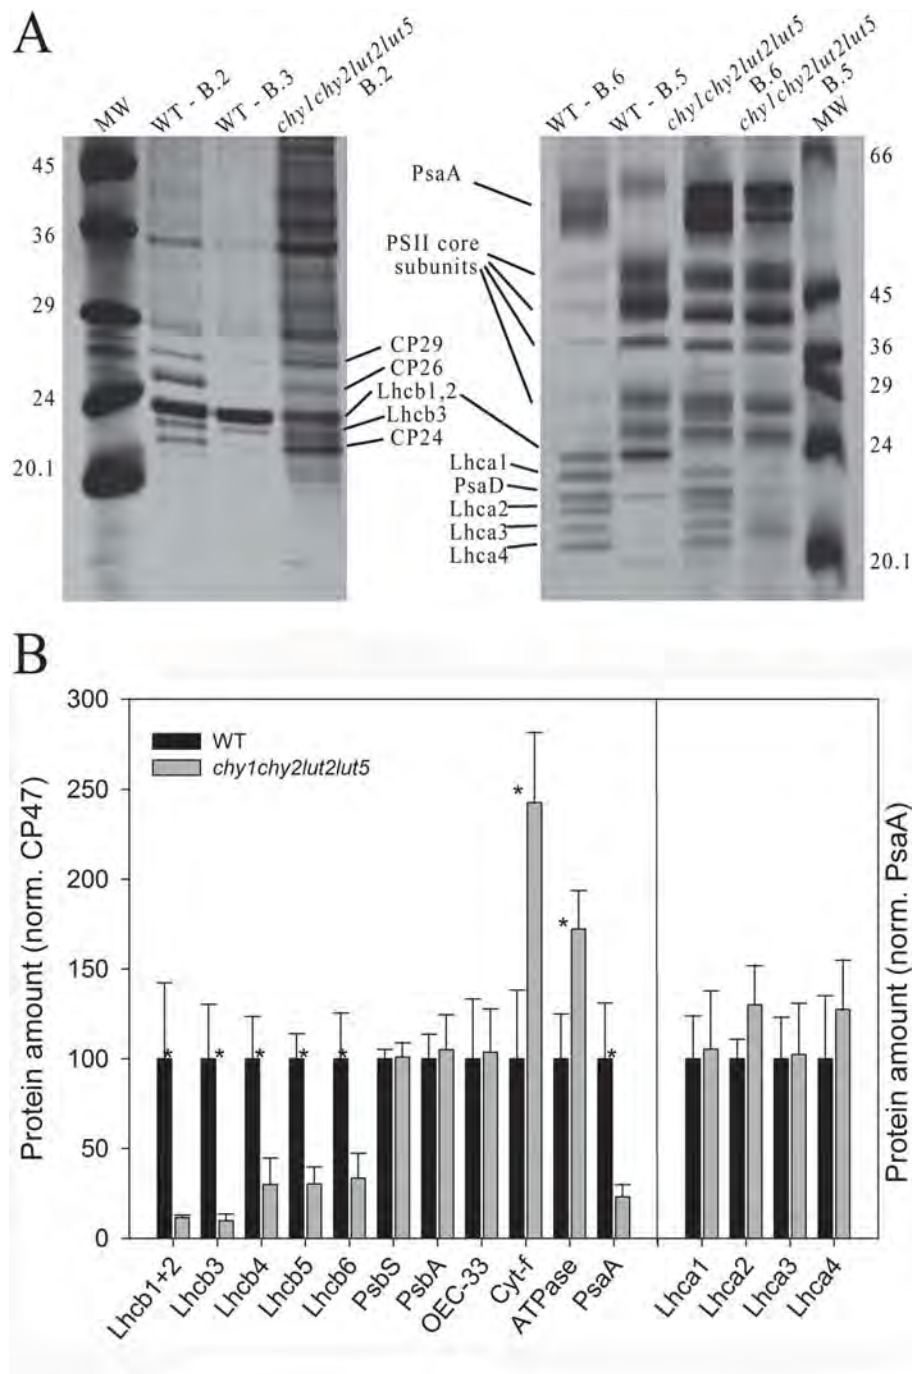 A
MW
WT - B.2
WT - B.3
chy1chy2lut2lut5
B.2
WT - B.6
WT - B.5
chy1chy2lut2lut5
B.6
chy1chy2lut2lut5
B.5
MW
45
36
29
24
20.1
PsaA
PSII core
subunits
CP29
CP26
Lhcb1,2
Lhcb3
CP24
Lhca1
PsaD
Lhca2
Lhca3
Lhca4
66
45
36
29
24
20.1
B
Protein amount (norm. CP47)
300
250
200
150
100
50
0
WT
chy1chy2lut2lut5
* * * * * * * *
Lhcb1+2
Lhcb3
Lhcb4
Lhcb5
Lhcb6
PsbS
PsbA
OEC-33
Cyt-f
ATPase
PsaA
Lhca1
Lhca2
Lhca3
Lhca4
Protein amount (norm. PsaA)